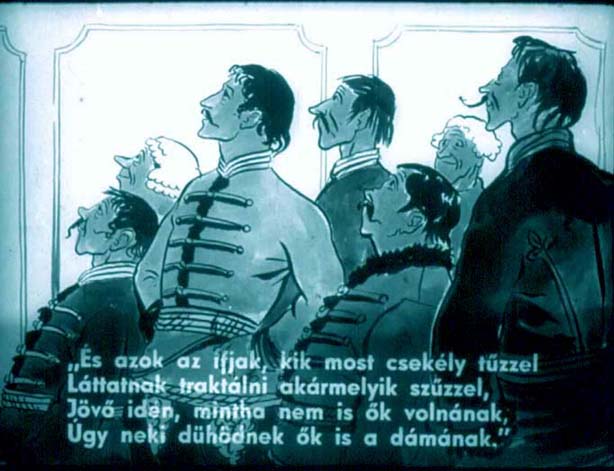 „És azok az ifjak, kik most csekély tűzzel
Láttatnak traktálni akármelyik szűzzel,
Jövő idén, mintha nem is ők volnának,
Úgy neki dühödnek ők is a dámának.”